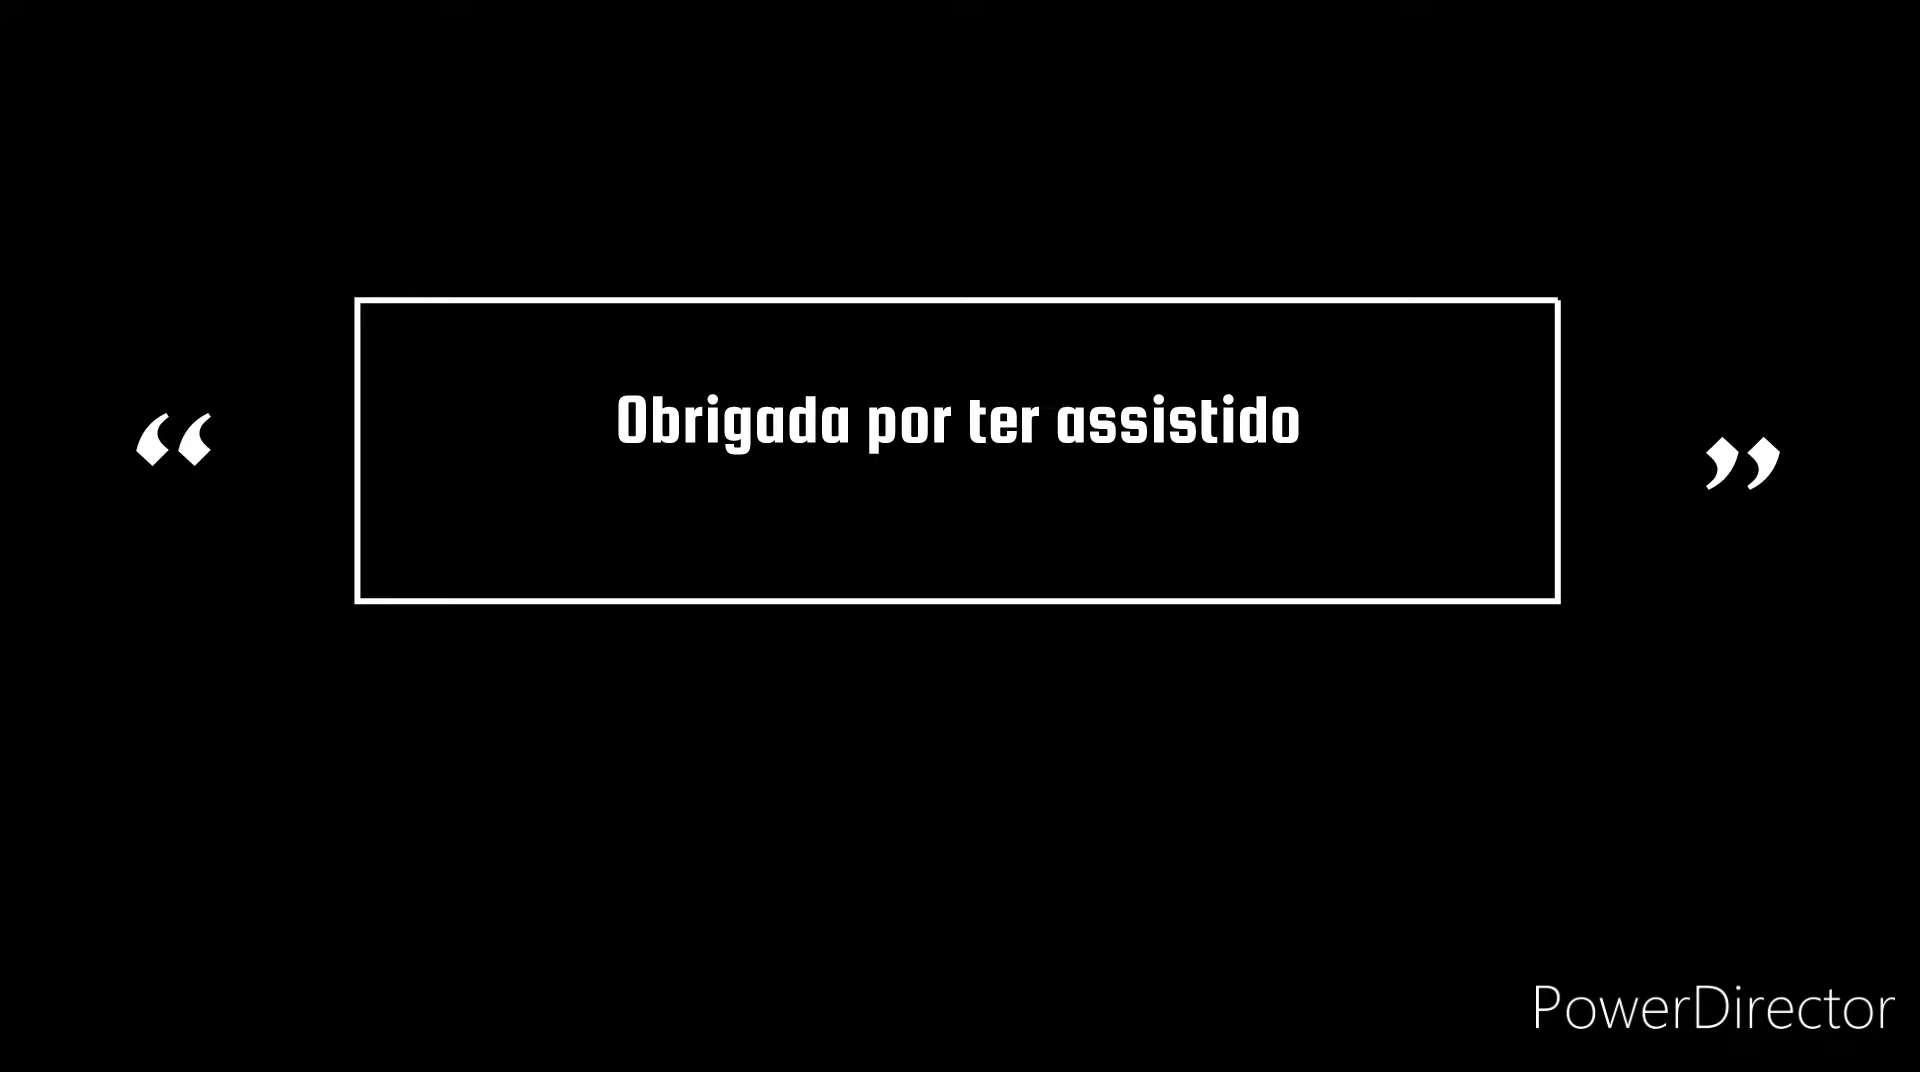 “
Obrigada por ter assistido
”
PowerDirector